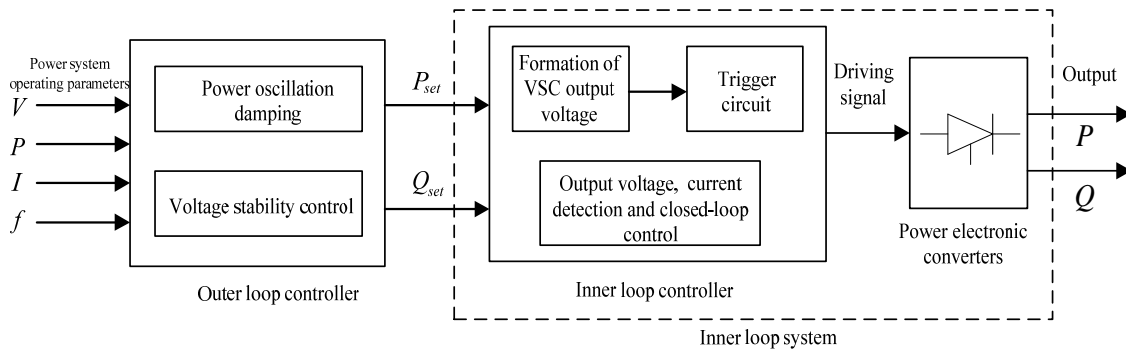 Power system
operating parameters
V
P
I
f
Power oscillation
damping
Voltage stability control
Outer loop controller
Pset
Qset
Formation of
VSC output
voltage
Trigger
circuit
Output voltage, current
detection and closed-loop
control
Inner loop controller
Driving
signal
Power electronic
converters
Output
P
Q
Inner loop system